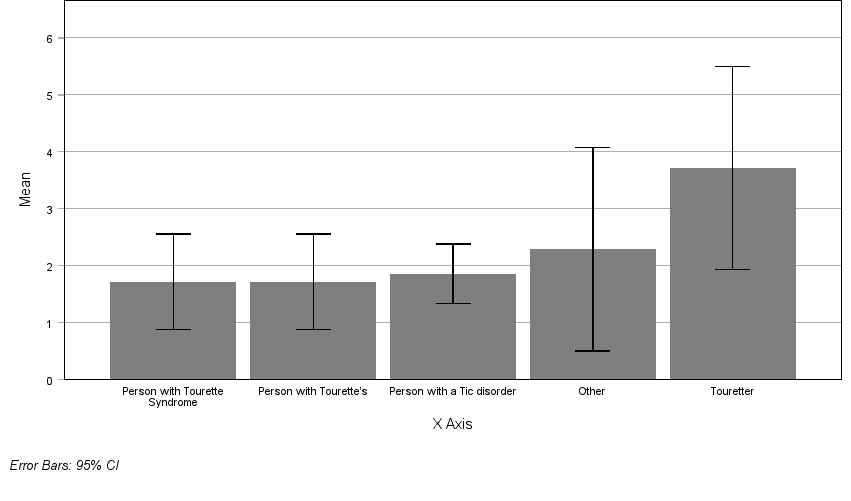 6
5
4
3
2
1
0
Mean
Person with Tourette
Syndrome
Person with Tourette's
Person with a Tic disorder
Other
Touretter
X Axis
Error Bars: 95% CI